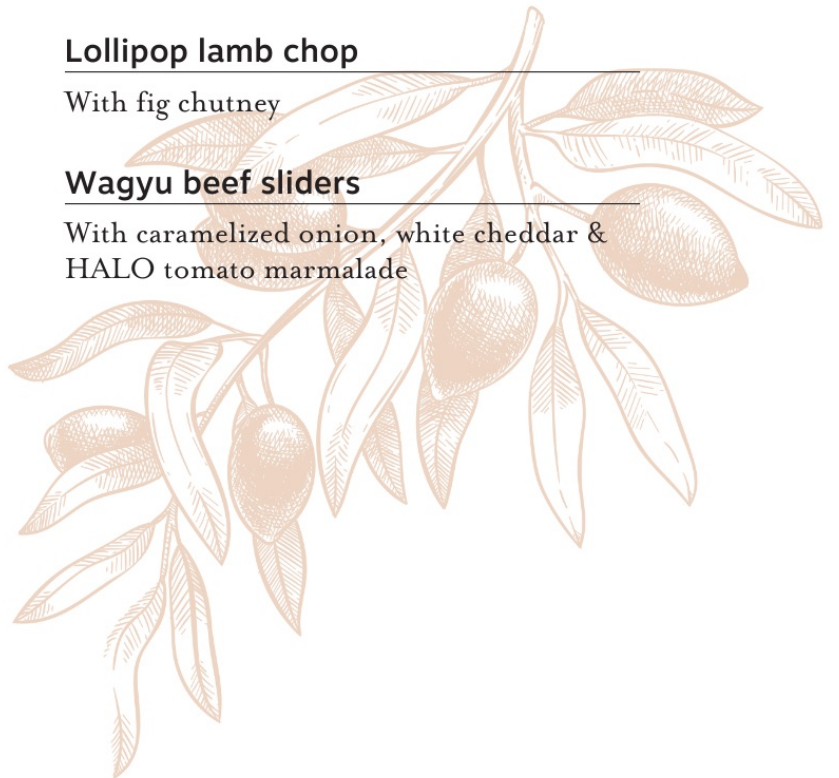 Lollipop lamb chop
With fig chutney
Wagyu beef sliders
With caramelized onion, white cheddar &
HALO tomato marmalade